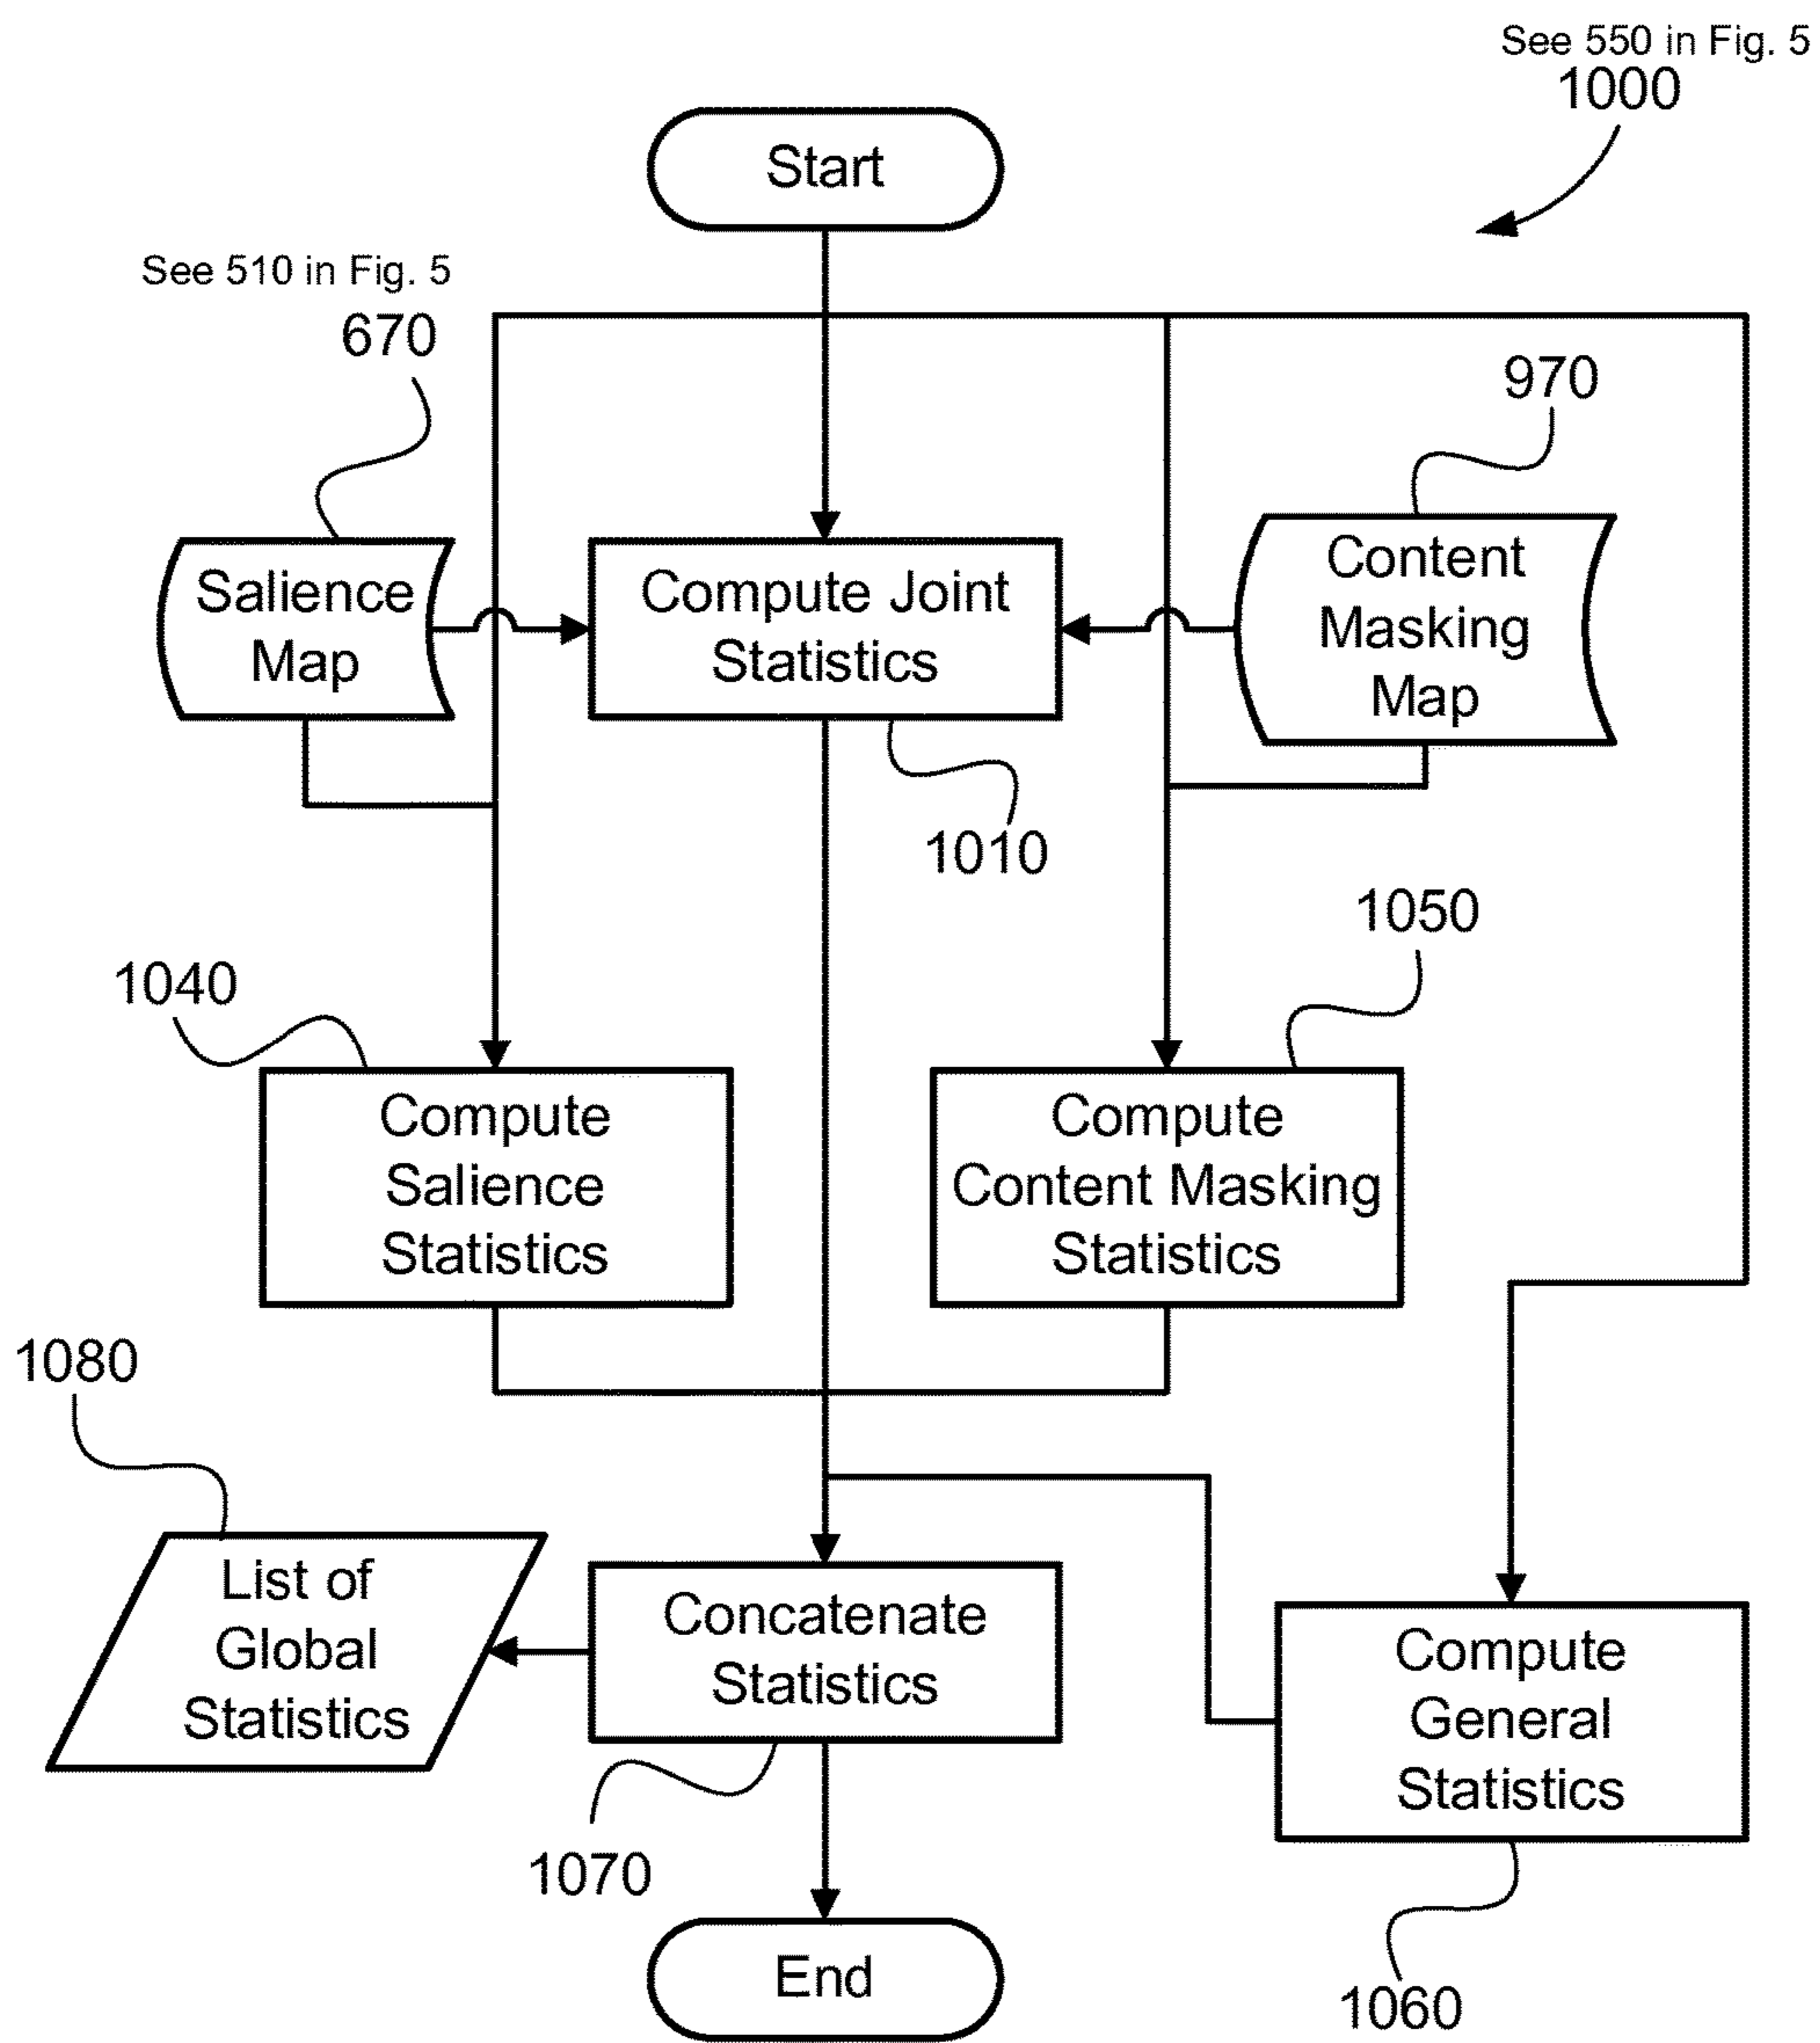 See 550 in Fig. 5
1000
Start
See 510 in Fig. 5
670
970
Salience
Map
Compute Joint
Statistics
Content
Masking
Map
1010
1050
1040
Compute
Salience
Statistics
Compute
Content Masking
Statistics
1080
List of
Global
Statistics
Concatenate
Statistics
Compute
General
Statistics
1070
End
1060